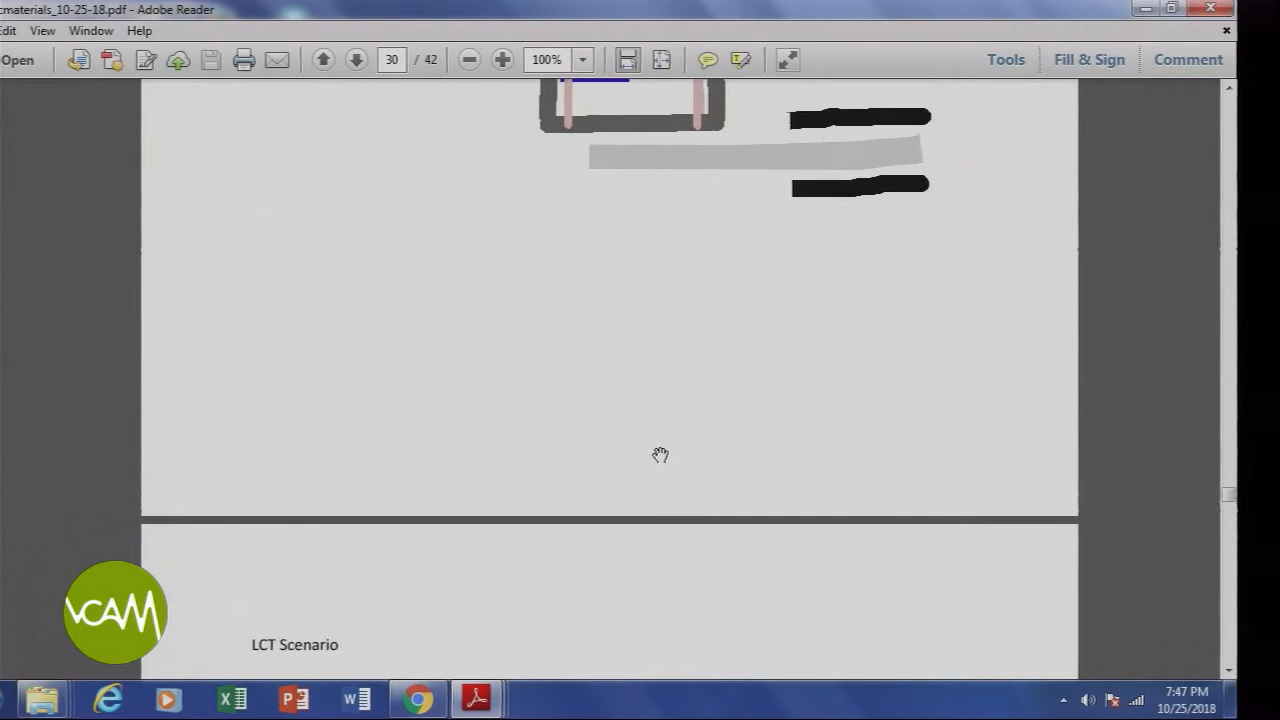 cmaterials_10-25-18.pdf - Adobe Reader
Edit View Window Help
Open 30 / 42 100% Tools Fill & Sign Comment
LCT Scenario
VCAM
7:47 PM
10/25/2018